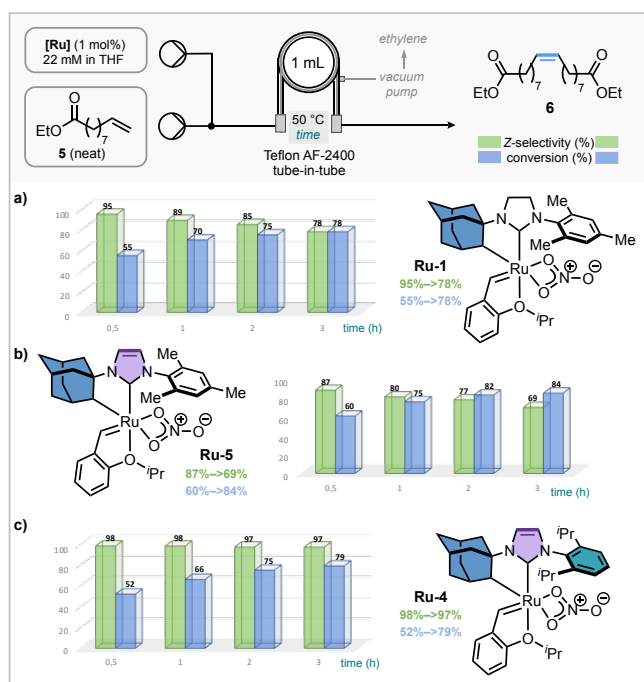 [Ru] (1 mol%)
22 mM in THF
EtO
O
7
5 (neat)
1 mL
50 °C
time
Teflon AF-2400
tube-in-tube
ethylene
vacuum
pump
O
EtO
7
7
O
OEt
6
Z-selectivity (%)
conversion (%)
a)
100
80
60
40
20
0
95
55
89
70
85
75
78
78
0,5
1
2
3
time (h)
N
N
Me
Me
Me
Ru
O
O
N
⊕
O
⊖
O
iPr
Ru-1
95%–>78%
55%–>78%
b)
N
N
Me
Me
Me
Ru
O
O
N
⊕
O
⊖
O
iPr
Ru-5
87%–>69%
60%–>84%
100
80
60
40
20
0
87
60
80
75
77
82
69
84
0,5
1
2
3
time (h)
c)
100
80
60
40
20
0
98
52
98
66
97
75
97
79
0,5
1
2
3
time (h)
N
N
iPr
iPr
Ru
O
O
N
⊕
O
⊖
O
iPr
Ru-4
98%–>97%
52%–>79%